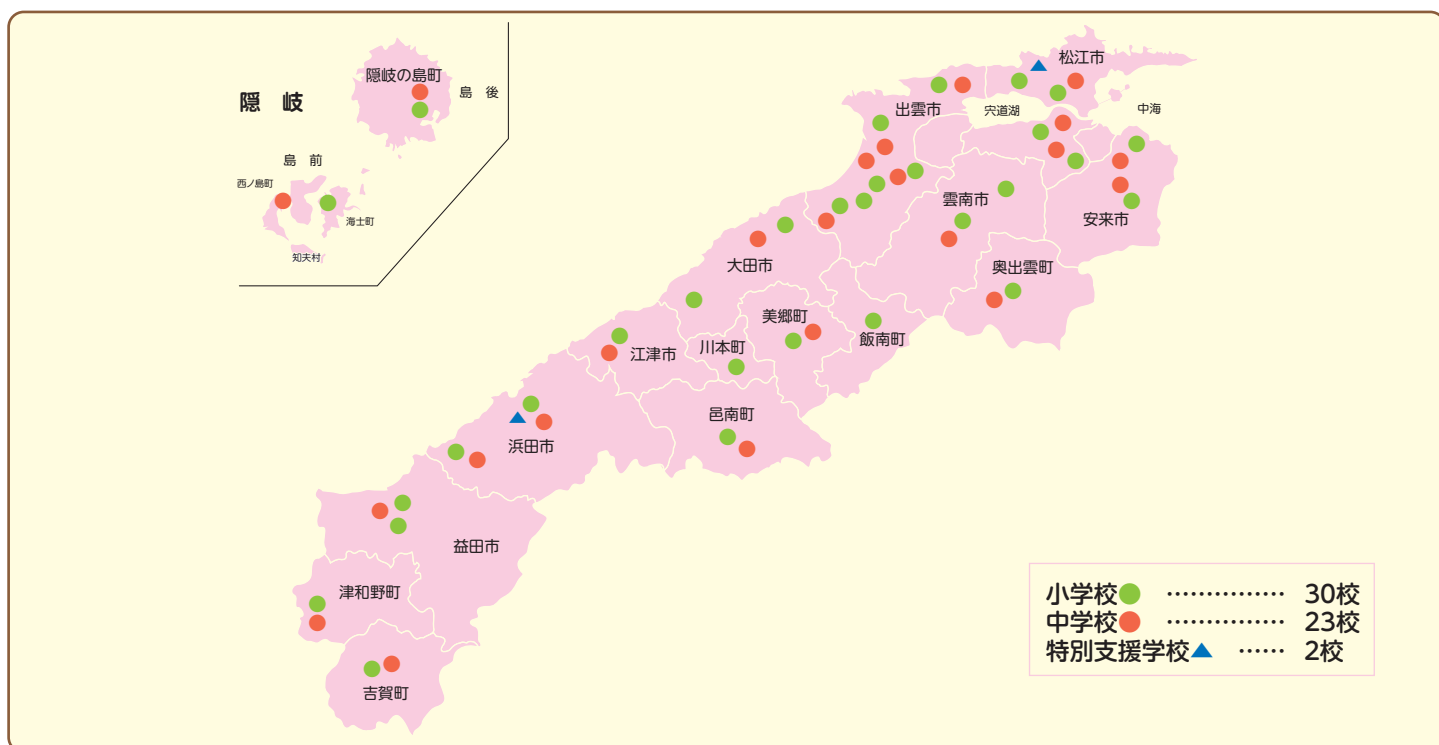 隠岐
隠岐の島町
島後
島前
西ノ島町
海士町
知夫村
松江市
出雲市
宍道湖
中海
雲南市
安来市
奥出雲町
大田市
美郷町
飯南町
川本町
江津市
邑南町
浜田市
益田市
津和野町
吉賀町
小学校 ‥‥‥‥‥‥‥ 30校
中学校 ‥‥‥‥‥‥‥ 23校
特別支援学校 ‥‥‥ 2校